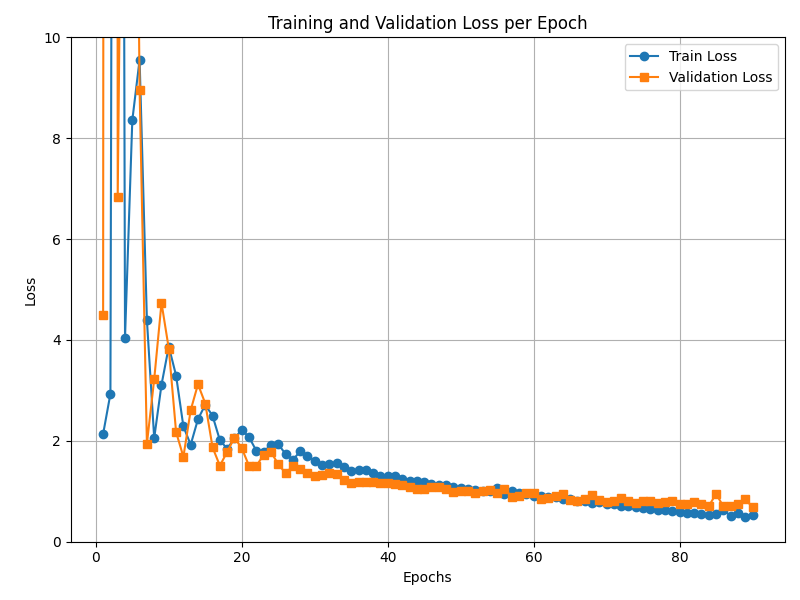 Training and Validation Loss per Epoch
Train Loss
Validation Loss
10
8
6
4
2
0
Loss
0 20 40 60 80
Epochs